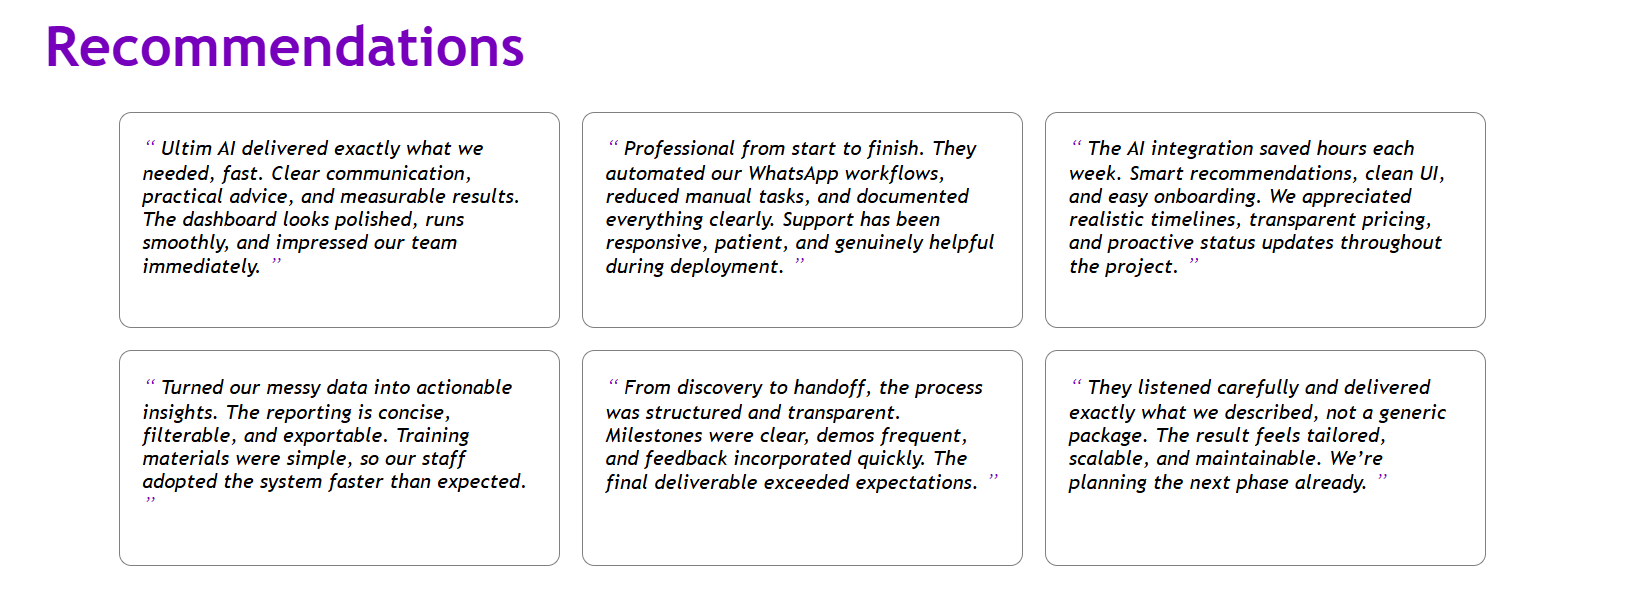 Recommendations
“ Ultim AI delivered exactly what we
needed, fast. Clear communication,
practical advice, and measurable results.
The dashboard looks polished, runs
smoothly, and impressed our team
immediately. ”
“ Professional from start to finish. They
automated our WhatsApp workflows,
reduced manual tasks, and documented
everything clearly. Support has been
responsive, patient, and genuinely helpful
during deployment. ”
“ The AI integration saved hours each
week. Smart recommendations, clean UI,
and easy onboarding. We appreciated
realistic timelines, transparent pricing,
and proactive status updates throughout
the project. ”
“ Turned our messy data into actionable
insights. The reporting is concise,
filterable, and exportable. Training
materials were simple, so our staff
adopted the system faster than expected.
”
“ From discovery to handoff, the process
was structured and transparent.
Milestones were clear, demos frequent,
and feedback incorporated quickly. The
final deliverable exceeded expectations. ”
“ They listened carefully and delivered
exactly what we described, not a generic
package. The result feels tailored,
scalable, and maintainable. We’re
planning the next phase already. ”